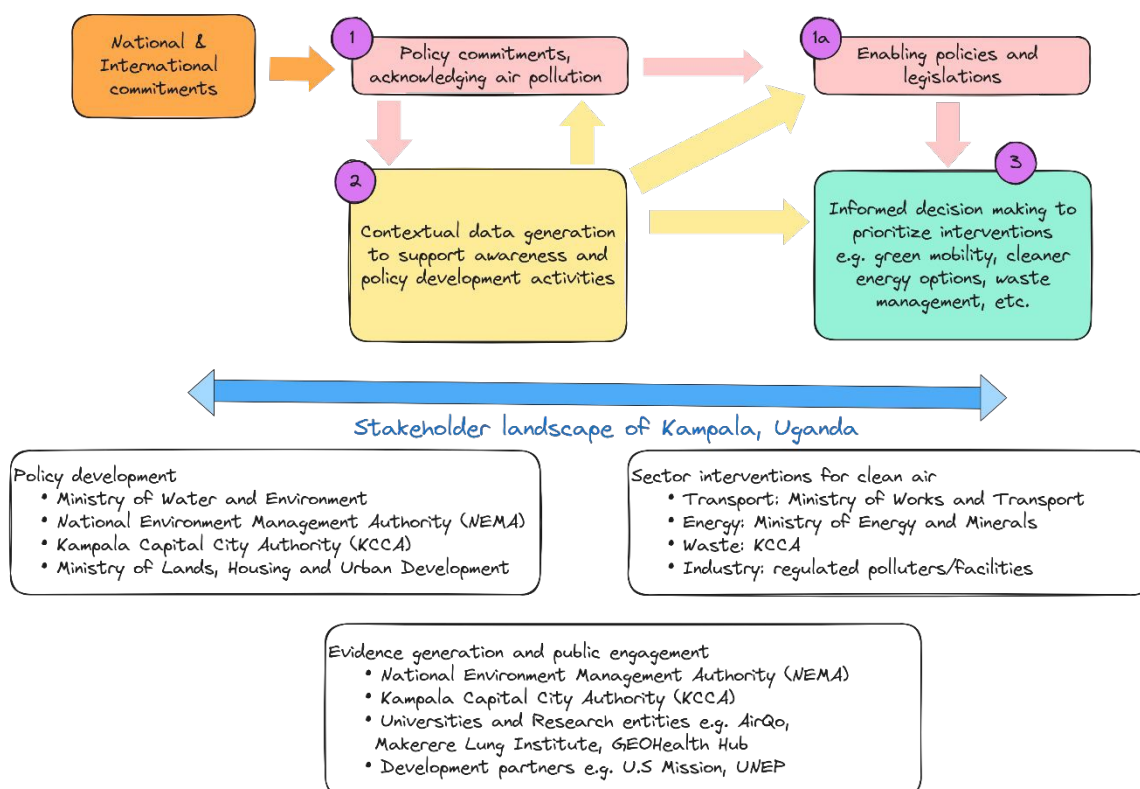 National &
International
commitments
1
Policy commitments,
acknowledging air pollution
1a
Enabling policies and
legislations
2
Contextual data generation
to support awareness and
policy development activities
3
Informed decision making to
prioritize interventions
e.g. green mobility, cleaner
energy options, waste
management, etc.
Stakeholder landscape of Kampala, Uganda
Policy development
• Ministry of Water and Environment
• National Environment Management Authority (NEMA)
• Kampala Capital City Authority (KCCA)
• Ministry of Lands, Housing and Urban Development
Sector interventions for clean air
• Transport: Ministry of Works and Transport
• Energy: Ministry of Energy and Minerals
• Waste: KCCA
• Industry: regulated polluters/facilities
Evidence generation and public engagement
• National Environment Management Authority (NEMA)
• Kampala Capital City Authority (KCCA)
• Universities and Research entities e.g. AirQo,
Makerere Lung Institute, GEOHealth Hub
• Development partners e.g. U.S Mission, UNEP